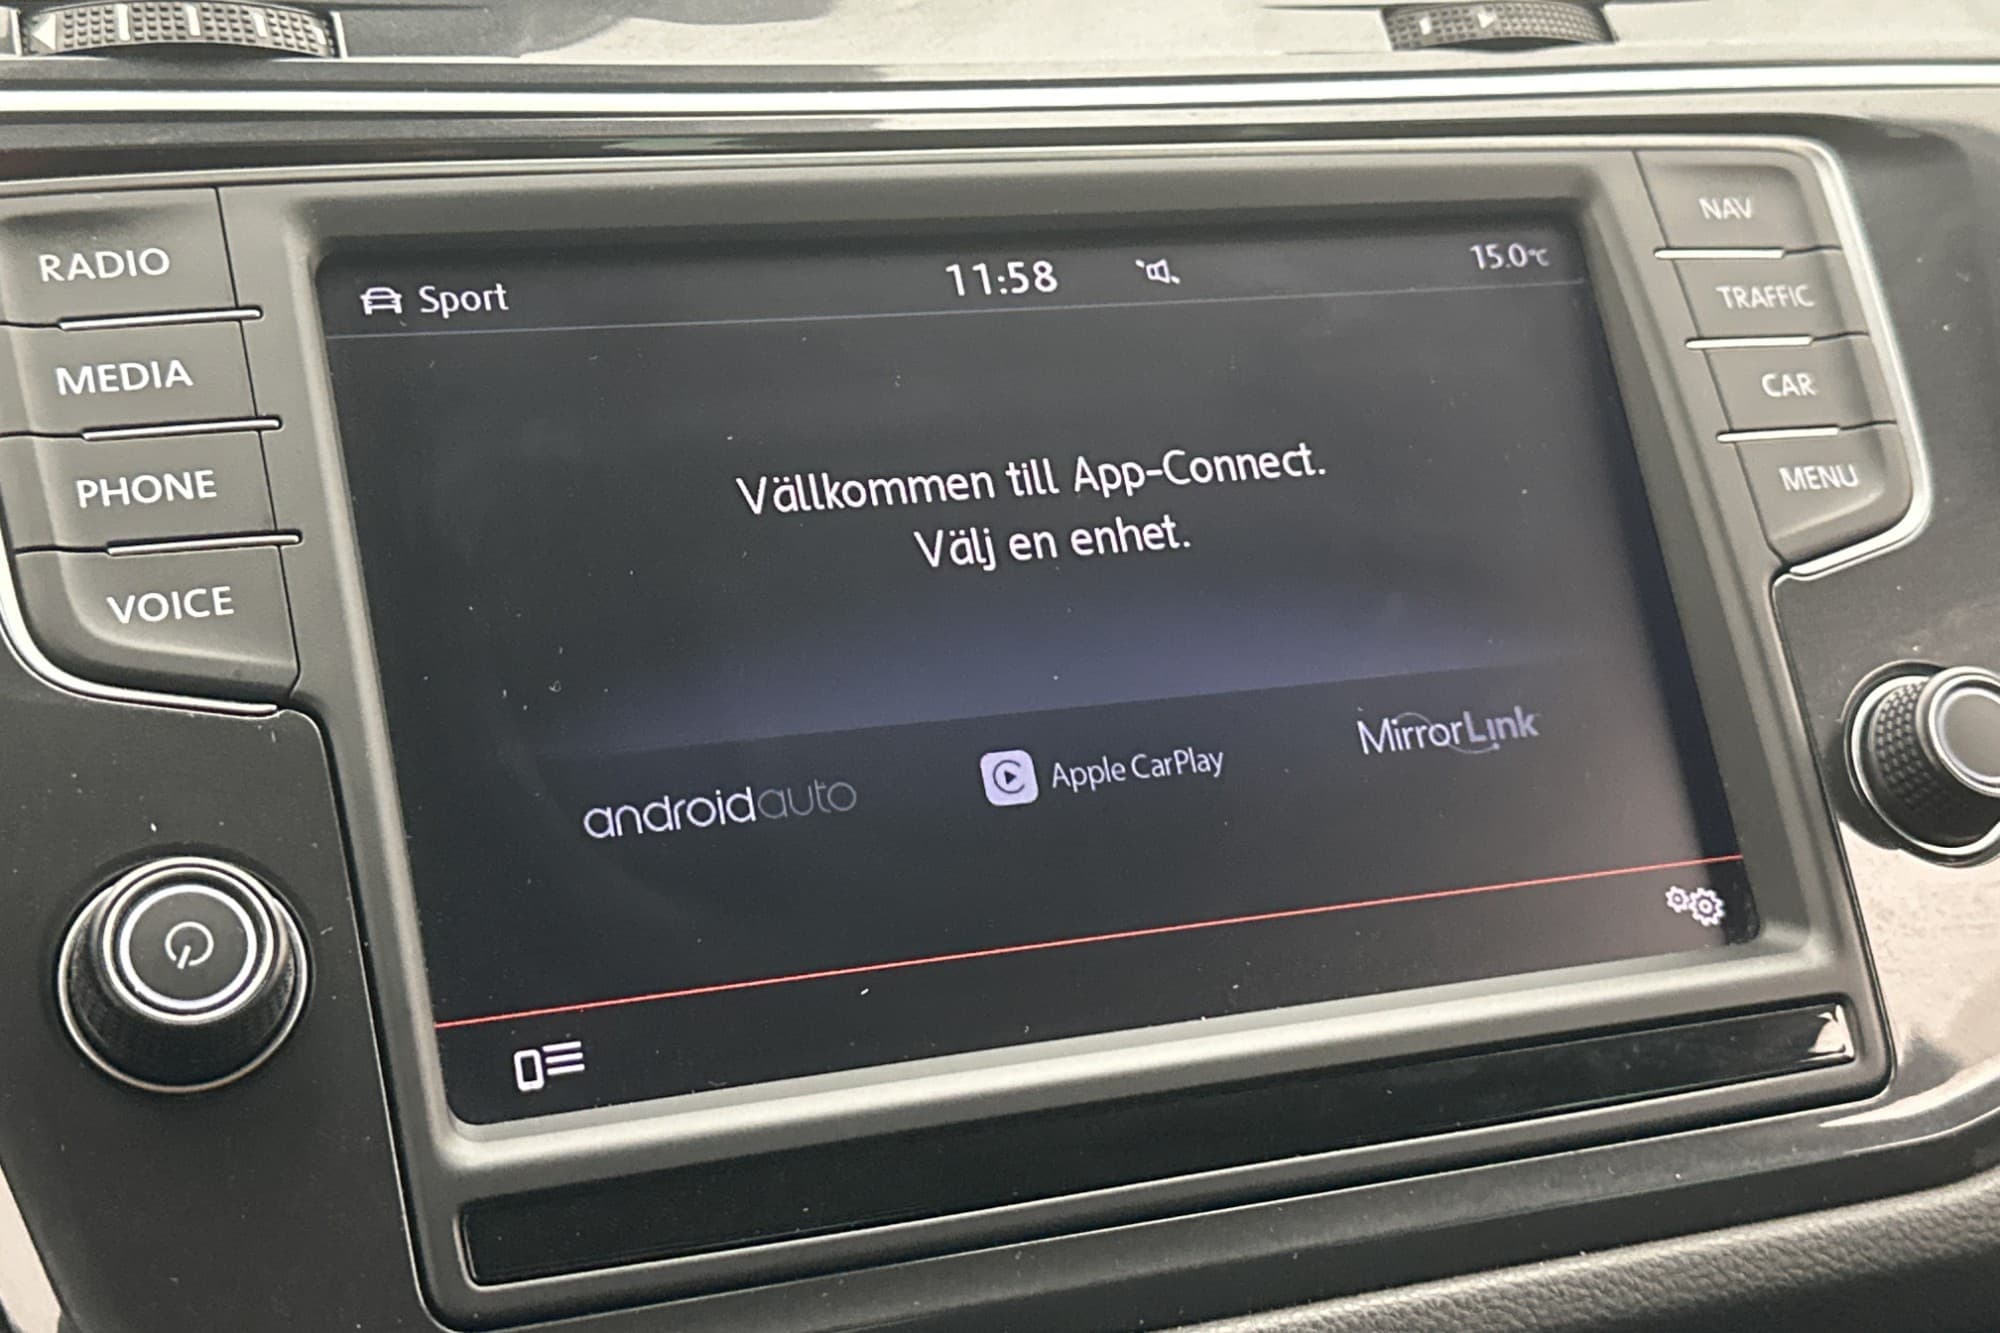 RADIO
MEDIA
PHONE
VOICE
Sport
11:58
15.0°C
Vällkommen till App-Connect.
Välj en enhet.
androidauto
Apple CarPlay
MirrorLink
NAV
TRAFFIC
CAR
MENU